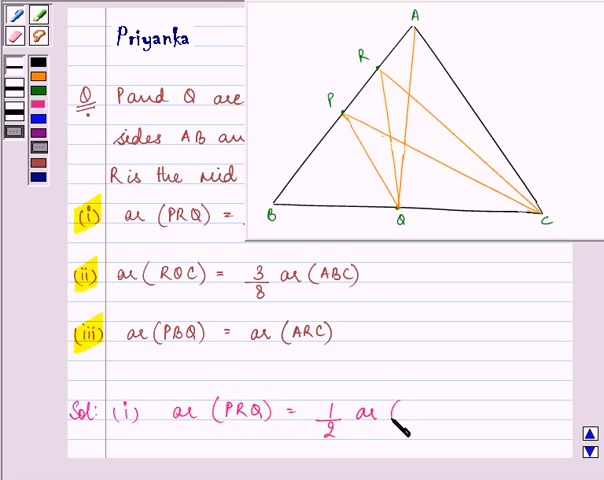 Priyanka
Q P and Q are
sides AB an
R is the mid
(i) ar (PRQ) =
(ii) ar (RQC) = 3/8 ar (ABC)
(iii) ar (PBQ) = ar (ARC)
Sol: (i) ar (PRQ) = 1/2 ar (
A
R
P
B
Q
C